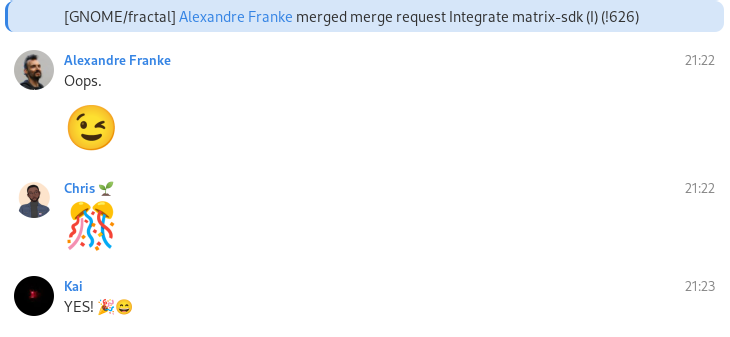 [GNOME/fractal] Alexandre Franke merged merge request Integrate matrix-sdk (I) (!626)
Alexandre Franke 21:22
Oops.
😉
Chris 🌱 21:22
🎊
Kai 21:23
YES! 🎉😄